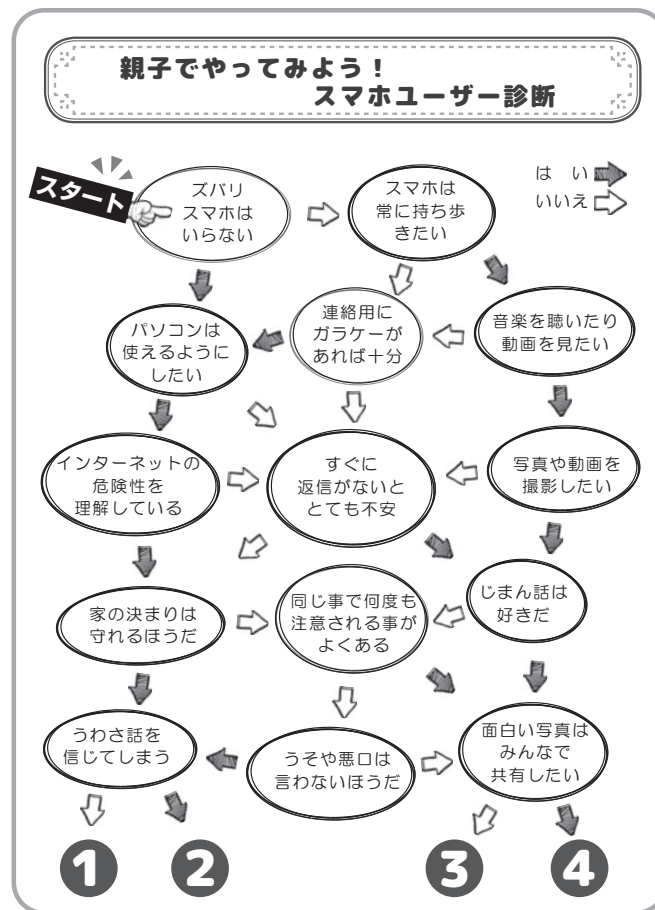 親子でやってみよう！
スマホユーザー診断
スタート
ズバリ
スマホは
いらない
スマホは
常に持ち歩
きたい
は　い
いいえ
パソコンは
使えるように
したい
連絡用に
ガラケーが
あれば十分
音楽を聴いたり
動画を見たい
インターネットの
危険性を
理解している
すぐに
返信がないと
とても不安
写真や動画を
撮影したい
家の決まりは
守れるほうだ
同じ事で何度も
注意される事が
よくある
じまん話は
好きだ
うわさ話を
信じてしまう
うそや悪口は
言わないほうだ
面白い写真は
みんなで
共有したい
1
2
3
4